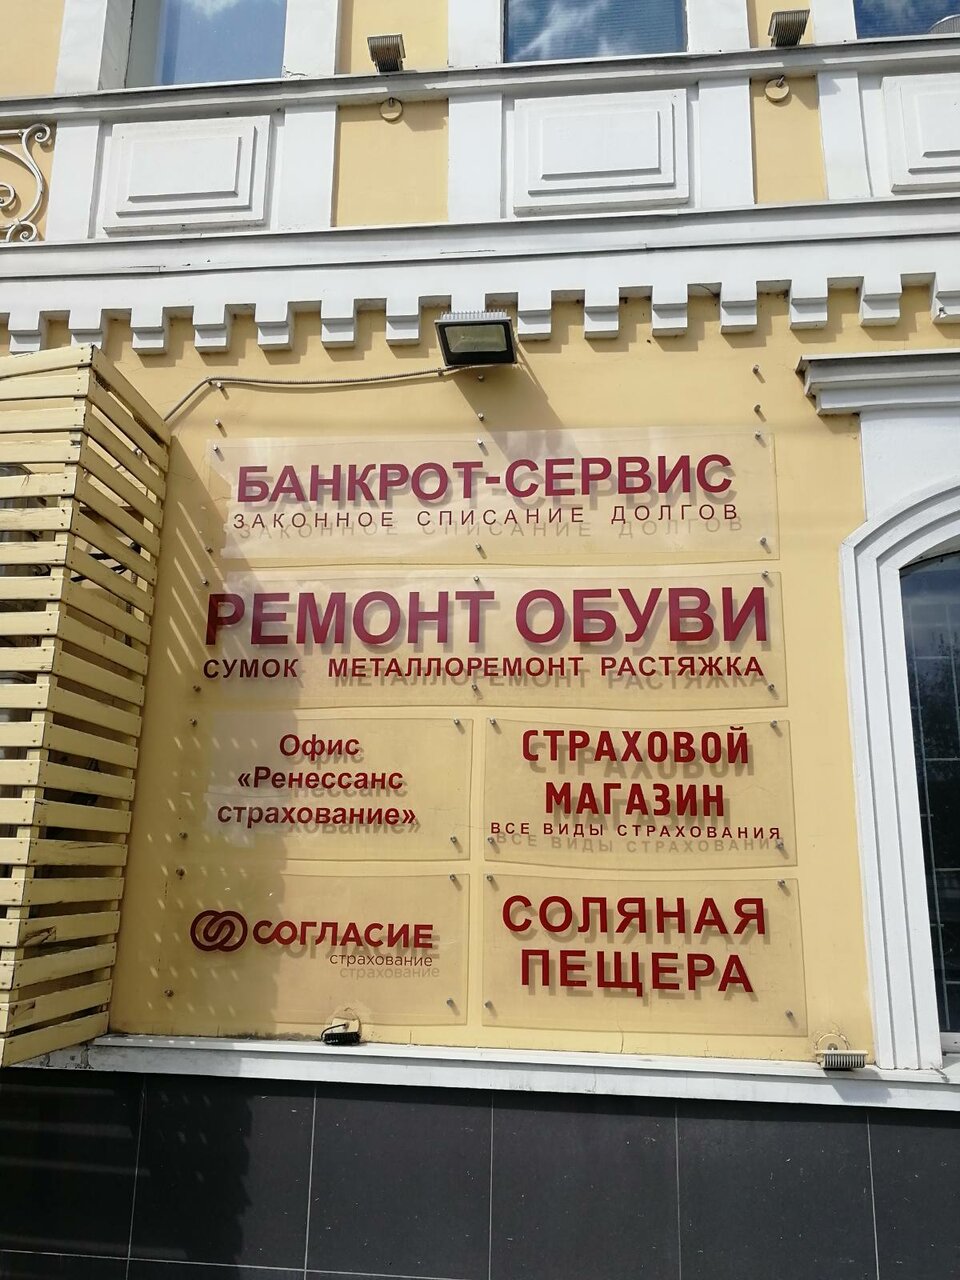 БАНКРОТ-СЕРВИС
ЗАКОННОЕ СПИСАНИЕ ДОЛГОВ
РЕМОНТ ОБУВИ
СУМОК МЕТАЛЛОРЕМОНТ РАСТЯЖКА
Офис
«Ренессанс
страхование»
СТРАХОВОЙ
МАГАЗИН
ВСЕ ВИДЫ СТРАХОВАНИЯ
СОГЛАСИЕ
страхование
СОЛЯНАЯ
ПЕЩЕРА